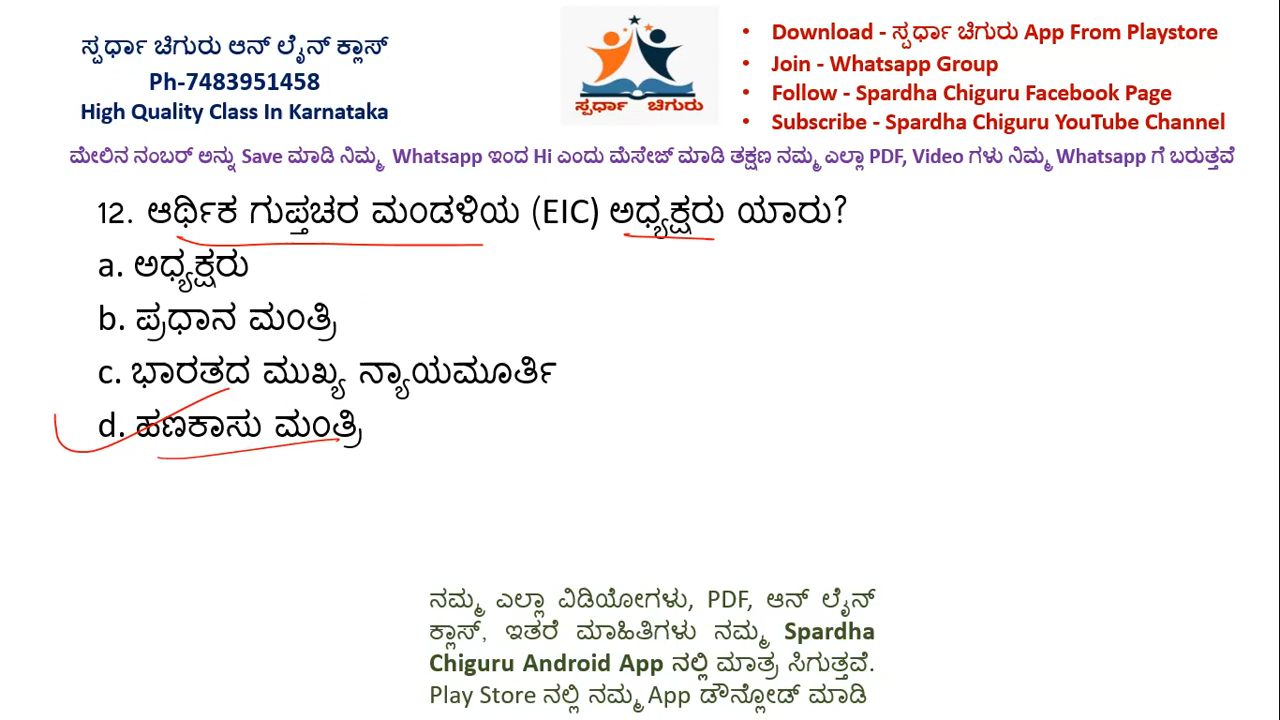 ಸ್ಪರ್ಧಾ ಚಿಗುರು ಆನ್ ಲೈನ್ ಕ್ಲಾಸ್
Ph-7483951458
High Quality Class In Karnataka
ಸ್ಪರ್ಧಾ ಚಿಗುರು
• Download - ಸ್ಪರ್ಧಾ ಚಿಗುರು App From Playstore
• Join - Whatsapp Group
• Follow - Spardha Chiguru Facebook Page
• Subscribe - Spardha Chiguru YouTube Channel
ಮೇಲಿನ ನಂಬರ್ ಅನ್ನು Save ಮಾಡಿ ನಿಮ್ಮ Whatsapp ಇಂದ Hi ಎಂದು ಮೆಸೇಜ್ ಮಾಡಿ ತಕ್ಷಣ ನಮ್ಮ ಎಲ್ಲಾ PDF, Video ಗಳು ನಿಮ್ಮ Whatsapp ಗೆ ಬರುತ್ತವೆ
12. ಆರ್ಥಿಕ ಗುಪ್ತಚರ ಮಂಡಳಿಯ (EIC) ಅಧ್ಯಕ್ಷರು ಯಾರು?
a. ಅಧ್ಯಕ್ಷರು
b. ಪ್ರಧಾನ ಮಂತ್ರಿ
c. ಭಾರತದ ಮುಖ್ಯ ನ್ಯಾಯಮೂರ್ತಿ
d. ಹಣಕಾಸು ಮಂತ್ರಿ
ನಮ್ಮ ಎಲ್ಲಾ ವಿಡಿಯೋಗಳು, PDF, ಆನ್ ಲೈನ್
ಕ್ಲಾಸ್, ಇತರೆ ಮಾಹಿತಿಗಳು ನಮ್ಮ Spardha
Chiguru Android App ನಲ್ಲಿ ಮಾತ್ರ ಸಿಗುತ್ತವೆ.
Play Store ನಲ್ಲಿ ನಮ್ಮ App ಡೌನ್ಲೋಡ್ ಮಾಡಿ